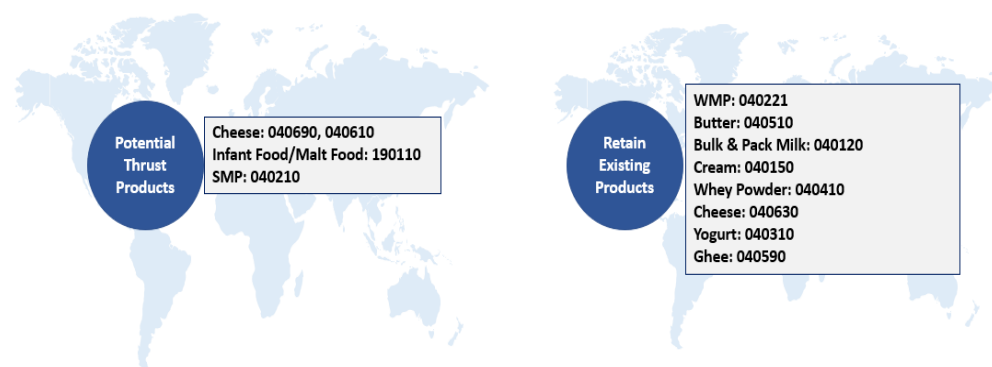 Potential
Thrust
Products
Cheese: 040690, 040610
Infant Food/Malt Food: 190110
SMP: 040210
Retain
Existing
Products
WMP: 040221
Butter: 040510
Bulk & Pack Milk: 040120
Cream: 040150
Whey Powder: 040410
Cheese: 040630
Yogurt: 040310
Ghee: 040590